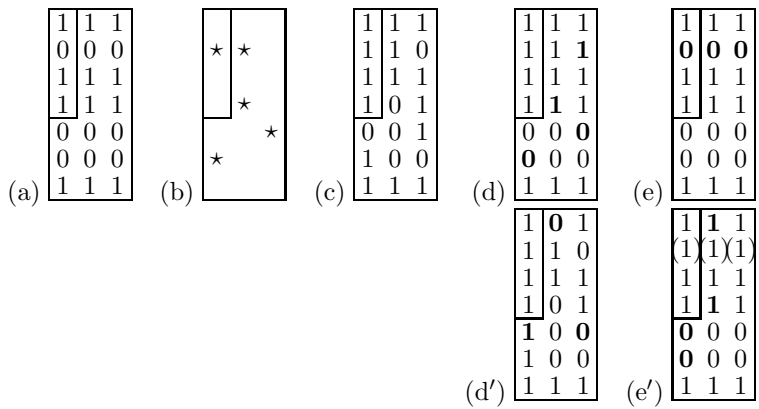 1 1 1 1 1 1 1 1 1 1 1 1
0 0 0 ⋆ ⋆ 1 1 0 1 1 1 0 0 0
1 1 1 1 1 1 1 1 1 1 1 1
1 1 1 ⋆ 1 0 1 1 1 1 1 1 1
0 0 0 ⋆ 0 0 1 0 0 0 0 0 0
0 0 0 ⋆ 1 0 0 0 0 0 0 0 0
(a) 1 1 1 (b) (c) 1 1 1 (d) 1 1 1 (e) 1 1 1
1 0 1 1 1 1
1 1 0 (1)(1)(1)
1 1 1 1 1 1
1 0 1 1 1 1
1 0 0 0 0 0
1 0 0 0 0 0
(d′) 1 1 1 (e′) 1 1 1